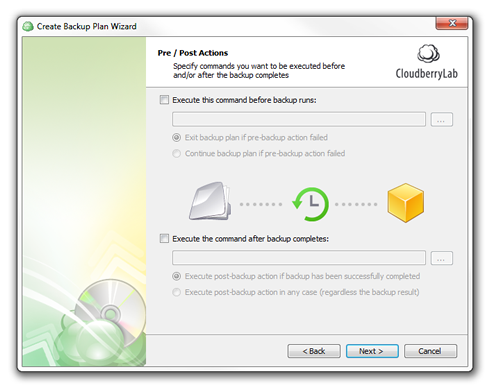 Create Backup Plan Wizard
Pre / Post Actions
Specify commands you want to be executed before
and/or after the backup completes
CloudberryLab
Execute this command before backup runs:
...
Exit backup plan if pre-backup action failed
Continue backup plan if pre-backup action failed
Execute the command after backup completes:
...
Execute post-backup action if backup has been successfully completed
Execute post-backup action in any case (regardless the backup result)
< Back
Next >
Cancel